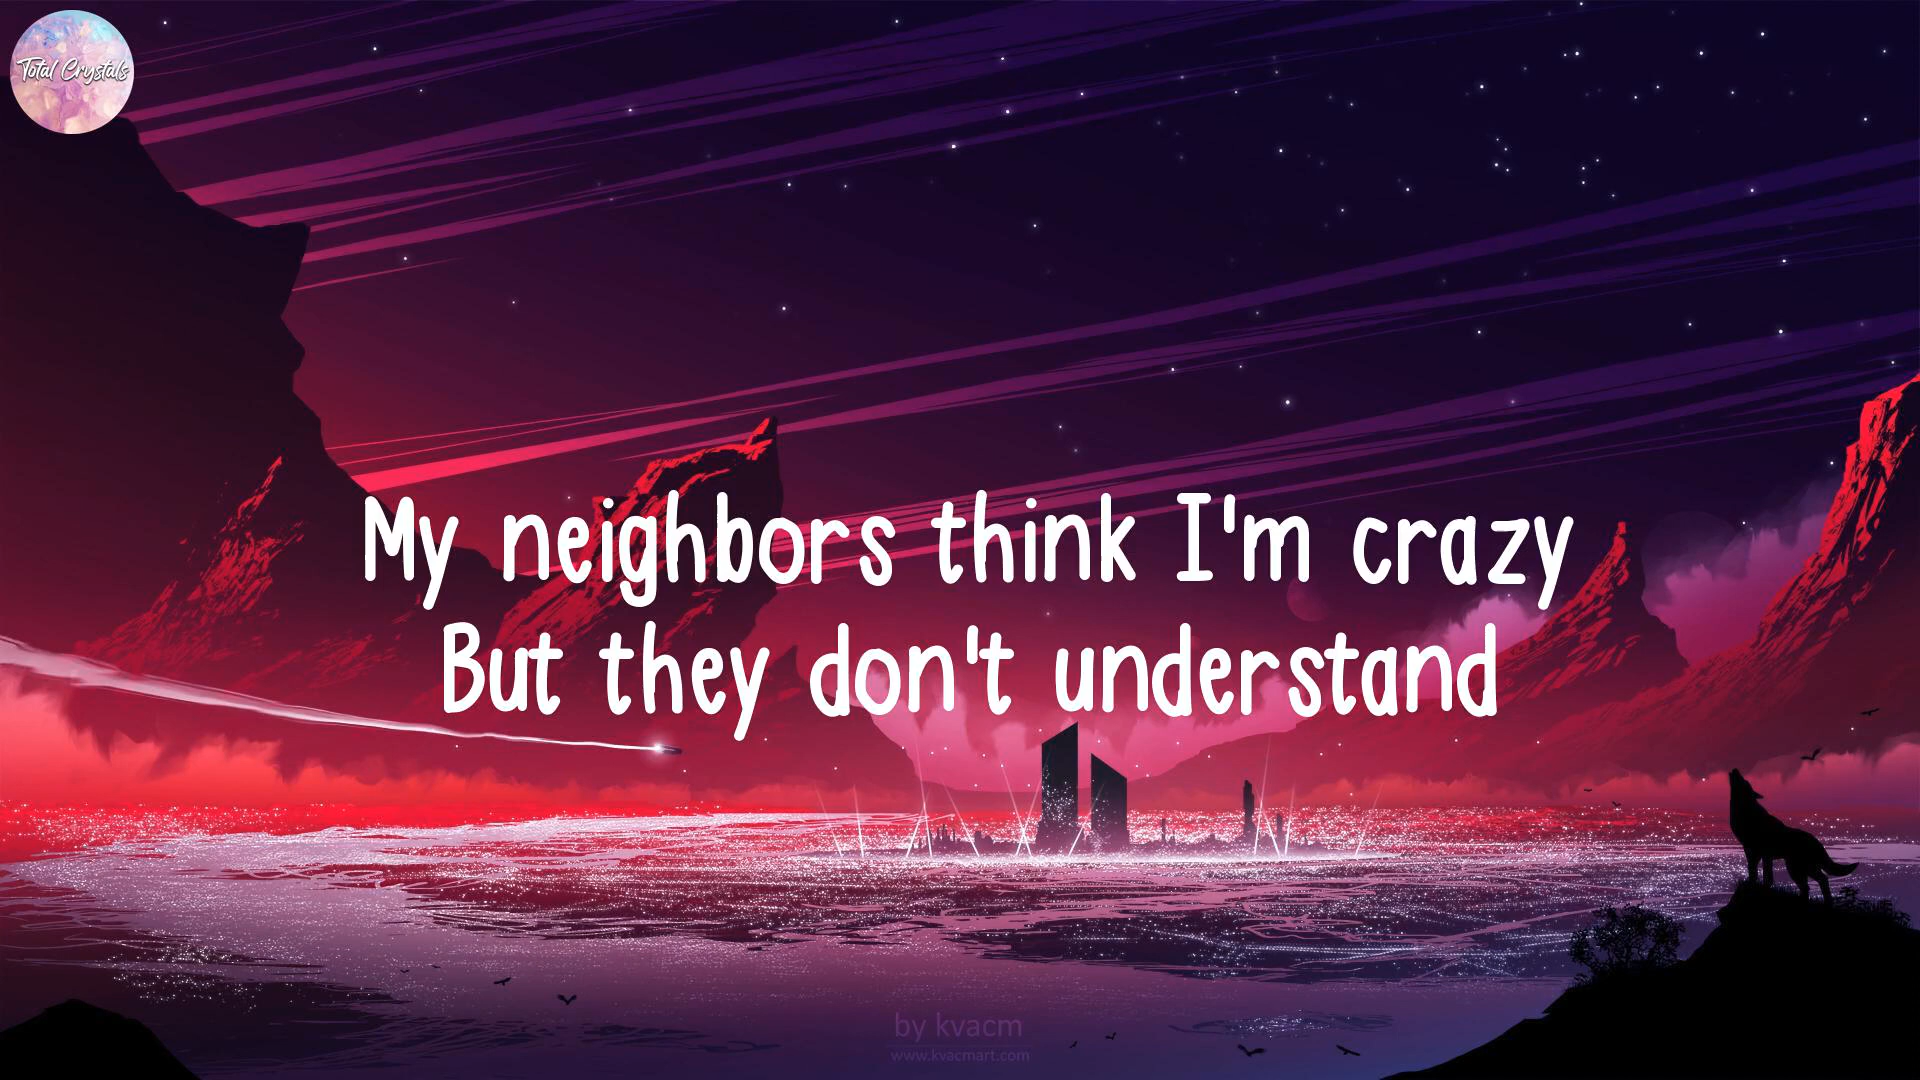 Total Crystals
My neighbors think I'm crazy
But they don't understand
by kvacm
www.kvacmart.com